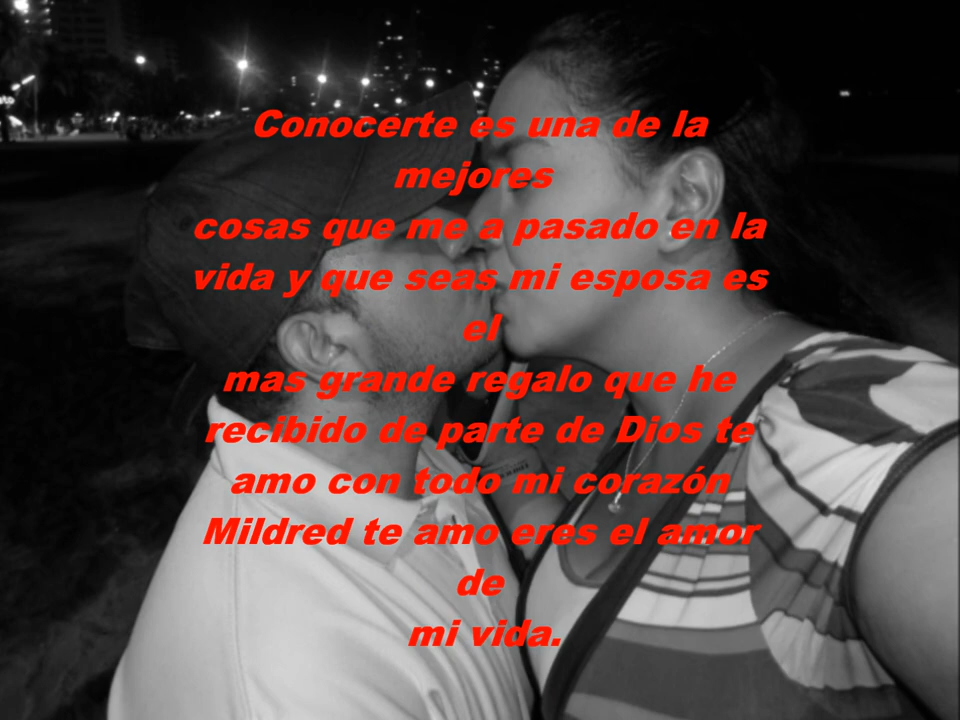 Conocerte es una de la
mejores
cosas que me a pasado en la
vida y que seas mi esposa es
el
mas grande regalo que he
recibido de parte de Dios te
amo con todo mi corazón
Mildred te amo eres el amor
de
mi vida.